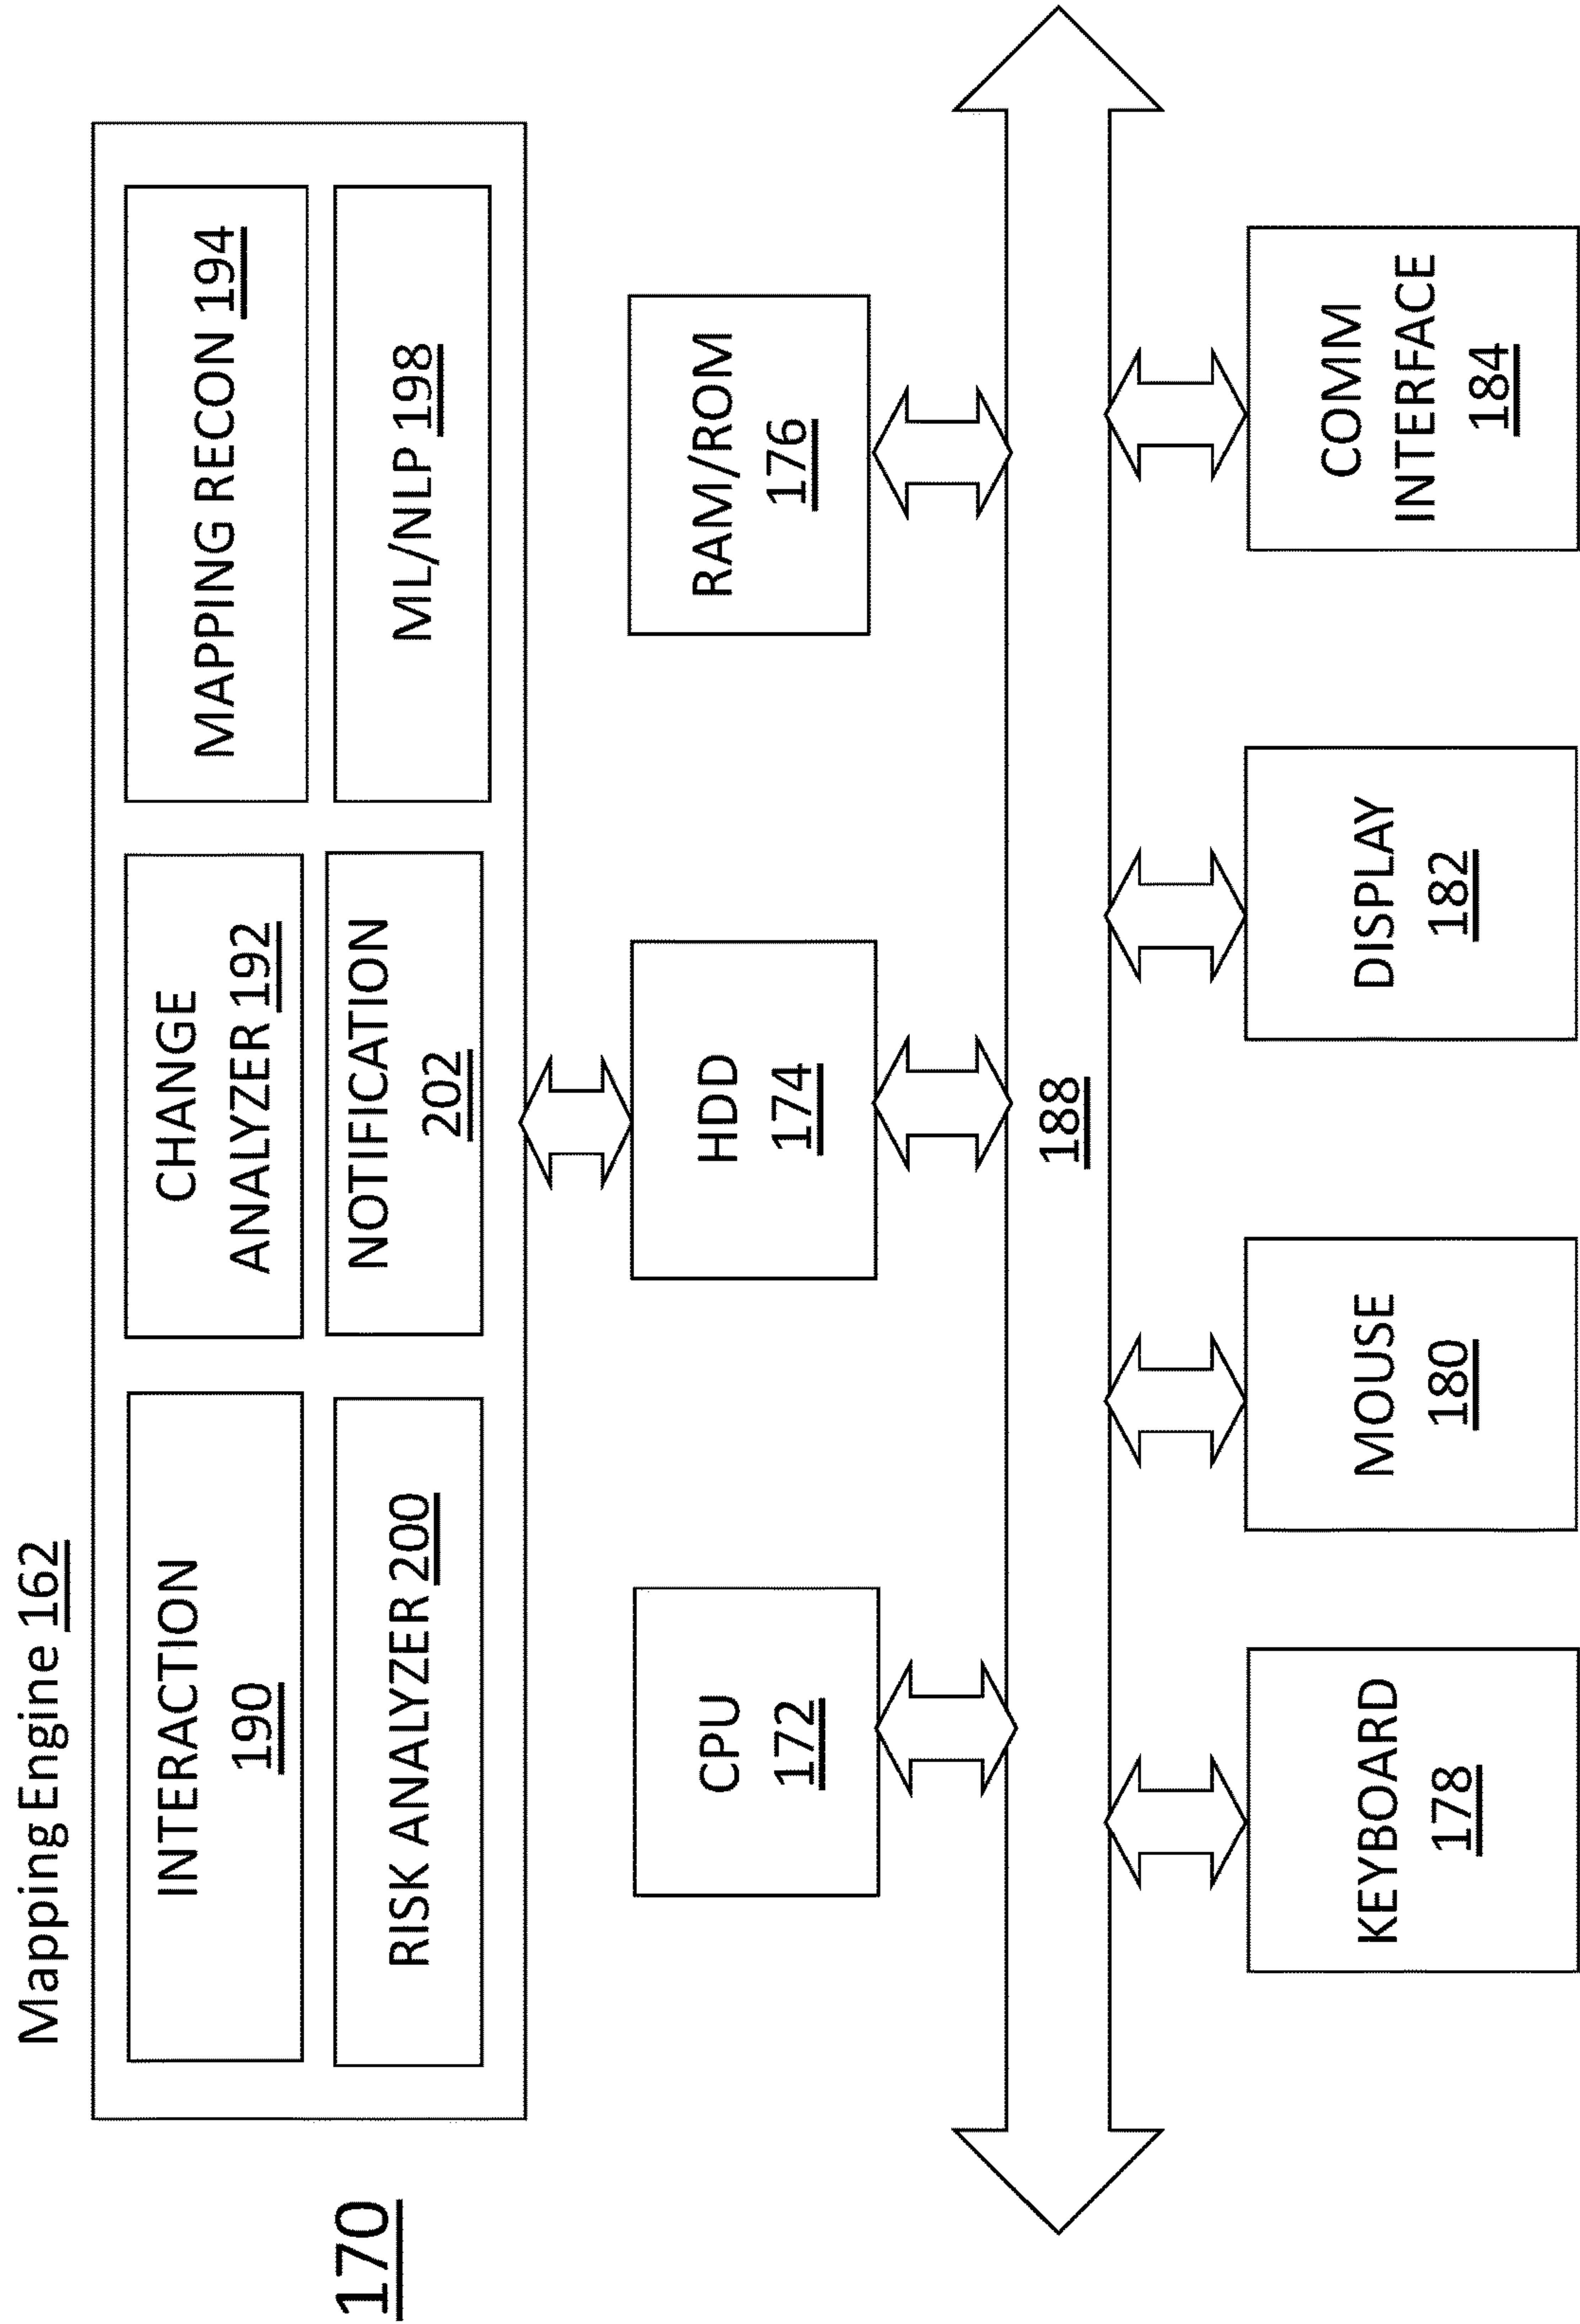 Mapping Engine 162
170
INTERACTION
190
CHANGE
ANALYZER 192
MAPPING RECON 194
RISK ANALYZER 200
NOTIFICATION
202
ML/NLP 198
CPU
172
HDD
174
RAM/ROM
176
188
KEYBOARD
178
MOUSE
180
DISPLAY
182
COMM
INTERFACE
184